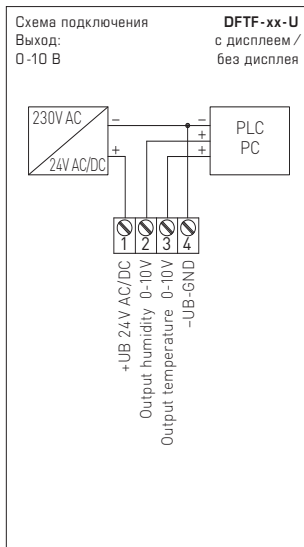 Схема подключения
Выход:
0-10 В
DFTF-xx-U
с дисплеем /
без дисплея
230V AC
24V AC/DC
–
+
–
+
+
PLC
PC
1
2
3
4
+UB 24V AC/DC
Output humidity 0-10V
Output temperature 0-10V
–UB-GND